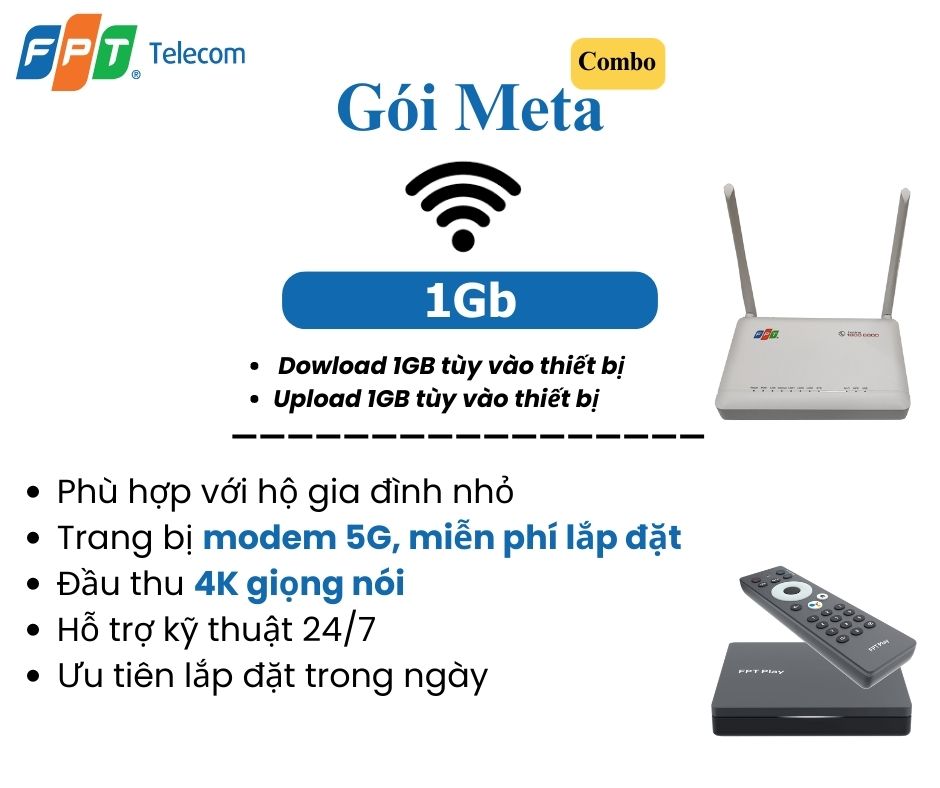 FPT Telecom
®
Combo
Gói Meta
1Gb
• Dowload 1GB tùy vào thiết bị
• Upload 1GB tùy vào thiết bị
FPT
• Phù hợp với hộ gia đình nhỏ
• Trang bị modem 5G, miễn phí lắp đặt
• Đầu thu 4K giọng nói
• Hỗ trợ kỹ thuật 24/7
• Ưu tiên lắp đặt trong ngày
FPT Play
FPT Play